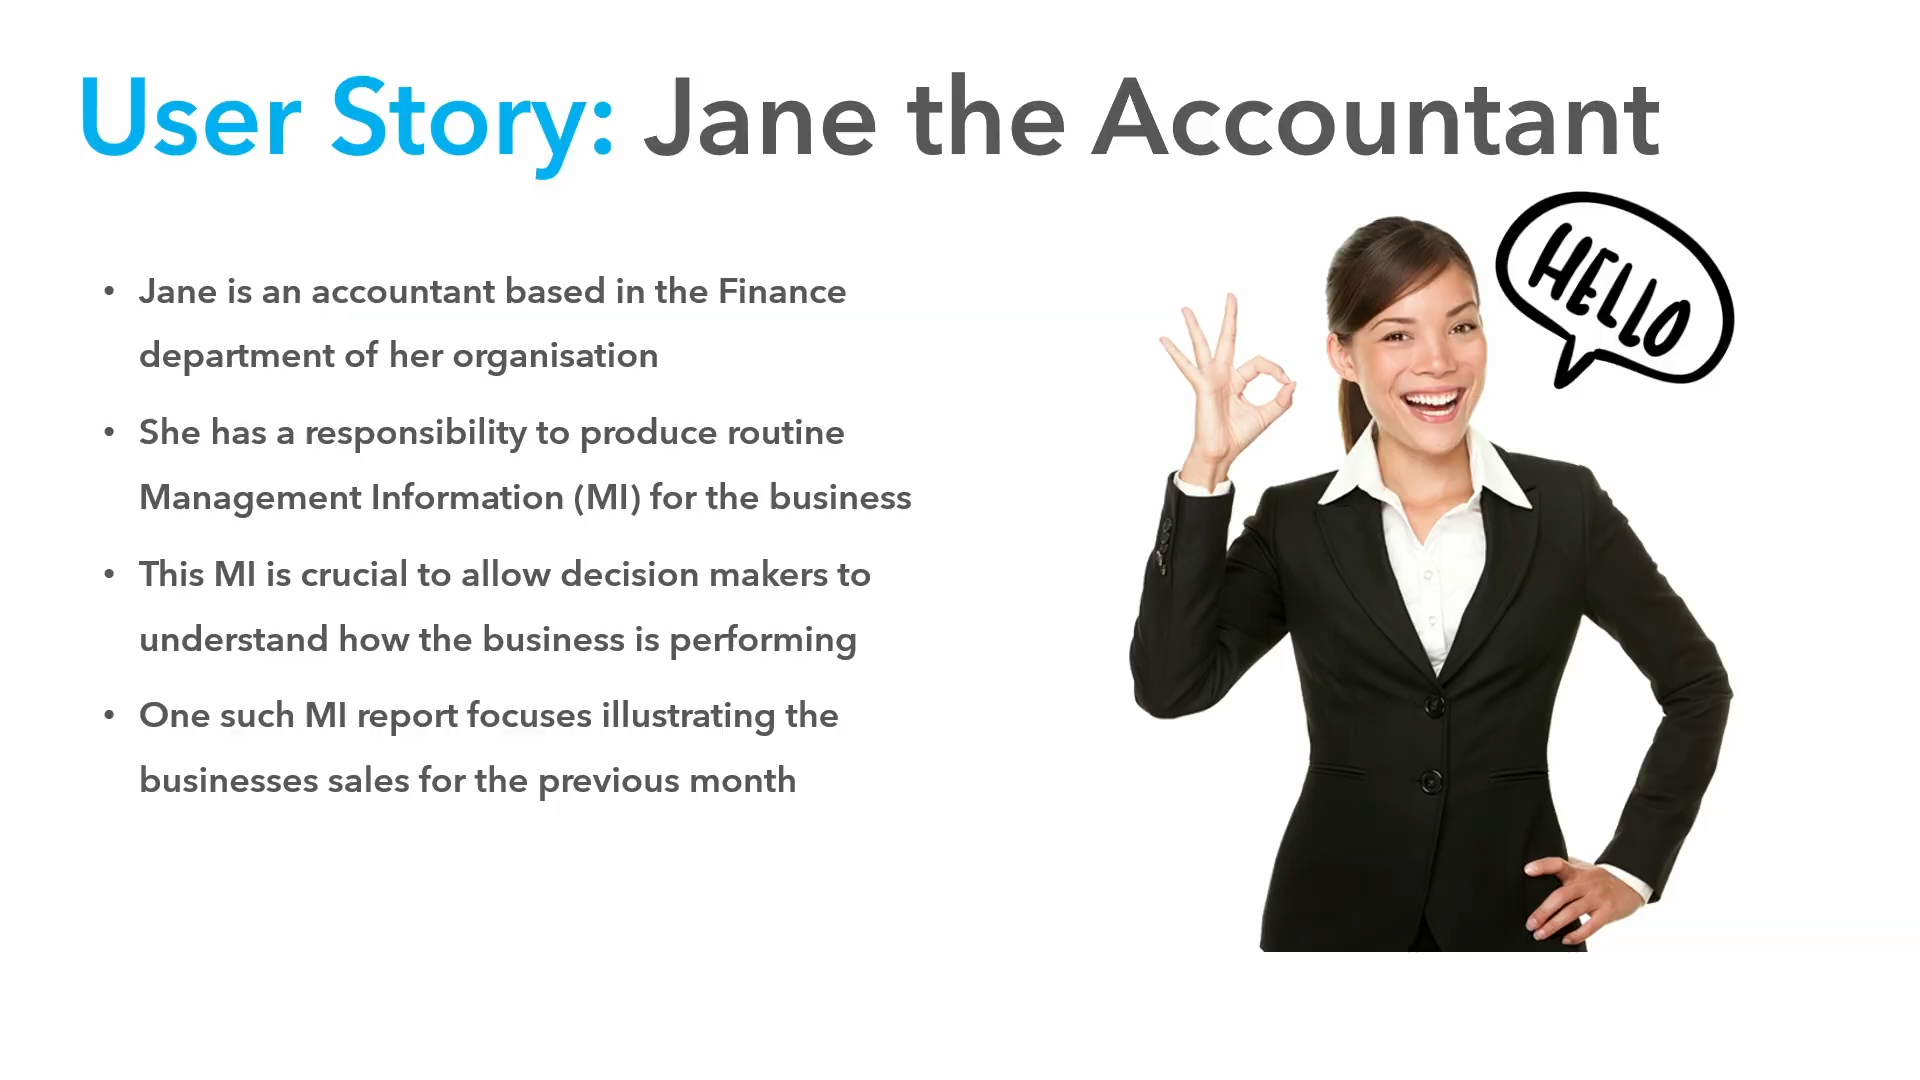 User Story: Jane the Accountant
HELLO
• Jane is an accountant based in the Finance
department of her organisation
• She has a responsibility to produce routine
Management Information (MI) for the business
• This MI is crucial to allow decision makers to
understand how the business is performing
• One such MI report focuses illustrating the
businesses sales for the previous month